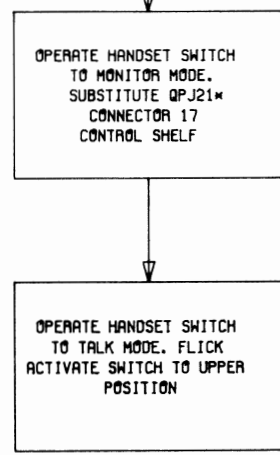 OPERATE HANDSET SWITCH
TO MONITOR MODE.
SUBSTITUTE QPJ21*
CONNECTOR 17
CONTROL SHELF
OPERATE HANDSET SWITCH
TO TALK MODE. FLICK
ACTIVATE SWITCH TO UPPER
POSITION